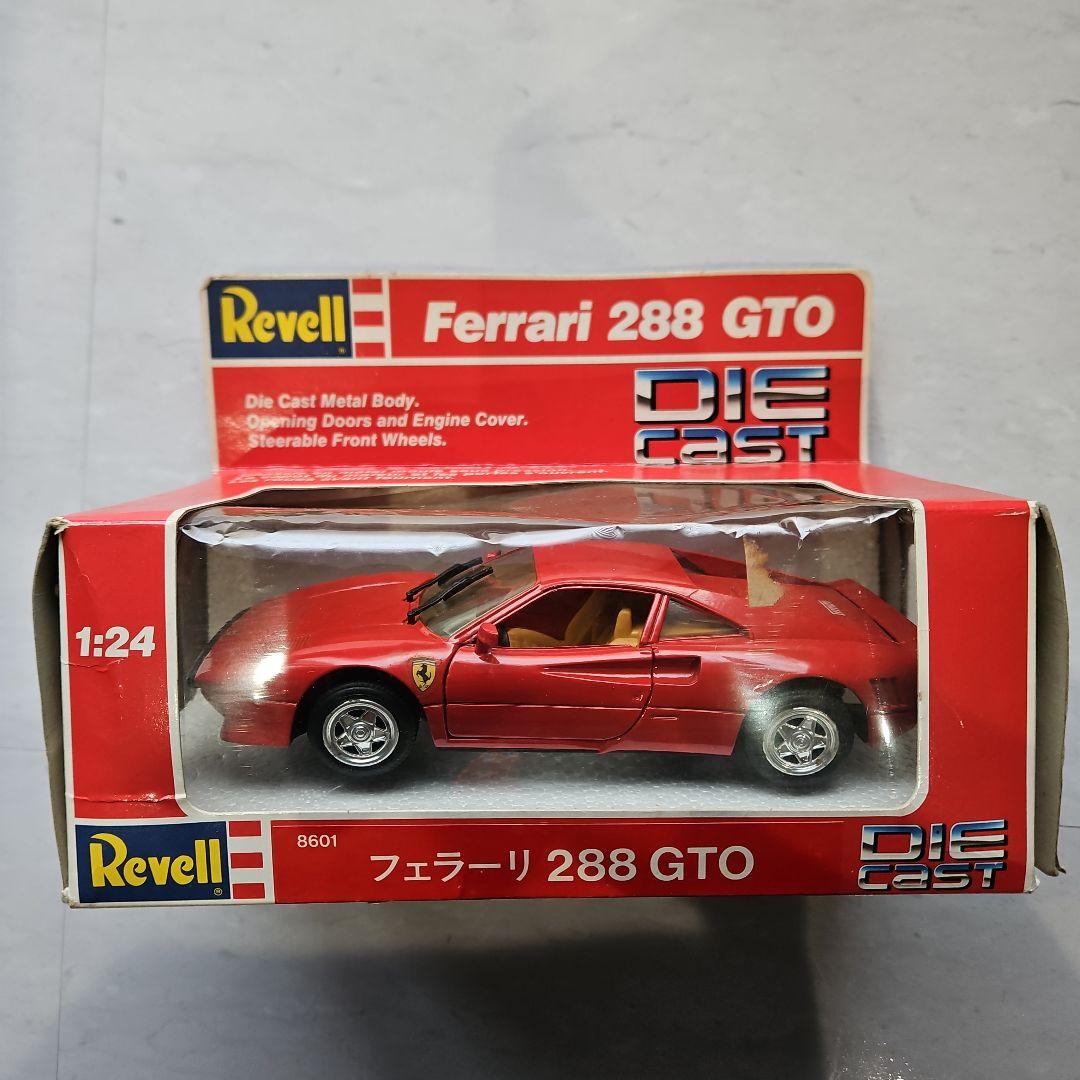 Revell
Ferrari 288 GTO
Die Cast Metal Body.
Opening Doors and Engine Cover.
Steerable Front Wheels.
DIE
CAST
1:24
Revell
8601
フェラーリ 288 GTO
DIE
CAST